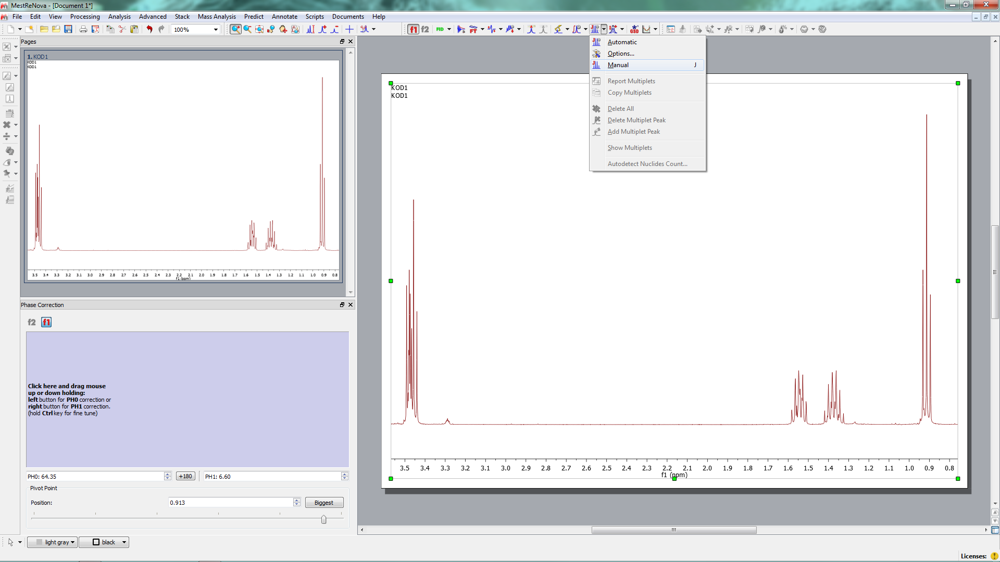 MestReNova - [Document 1*]
File Edit View Processing Analysis Advanced Stack Mass Analysis Predict Annotate Scripts Documents Help
100%
f1 f2 FID FT GSD
Pages
1. KOD1
KOD1
KOD1
3.5 3.4 3.3 3.2 3.1 3.0 2.9 2.8 2.7 2.6 2.5 2.4 2.3 2.2 2.1 2.0 1.9 1.8 1.7 1.6 1.5 1.4 1.3 1.2 1.1 1.0 0.9 0.8
f1 (ppm)
Phase Correction
f2 f1
Click here and drag mouse
up or down holding:
left button for PH0 correction or
right button for PH1 correction.
(hold Ctrl key for fine tune)
PH0: 64.35 +180 PH1: 6.60
Pivot Point
Position: 0.913 Biggest
light gray black
Automatic
Options...
Manual J
Report Multiplets
Copy Multiplets
Delete All
Delete Multiplet Peak
Add Multiplet Peak
Show Multiplets
Autodetect Nuclides Count...
KOD1
KOD1
3.5 3.4 3.3 3.2 3.1 3.0 2.9 2.8 2.7 2.6 2.5 2.4 2.3 2.2 2.1 2.0 1.9 1.8 1.7 1.6 1.5 1.4 1.3 1.2 1.1 1.0 0.9 0.8
f1 (ppm)
Licenses: